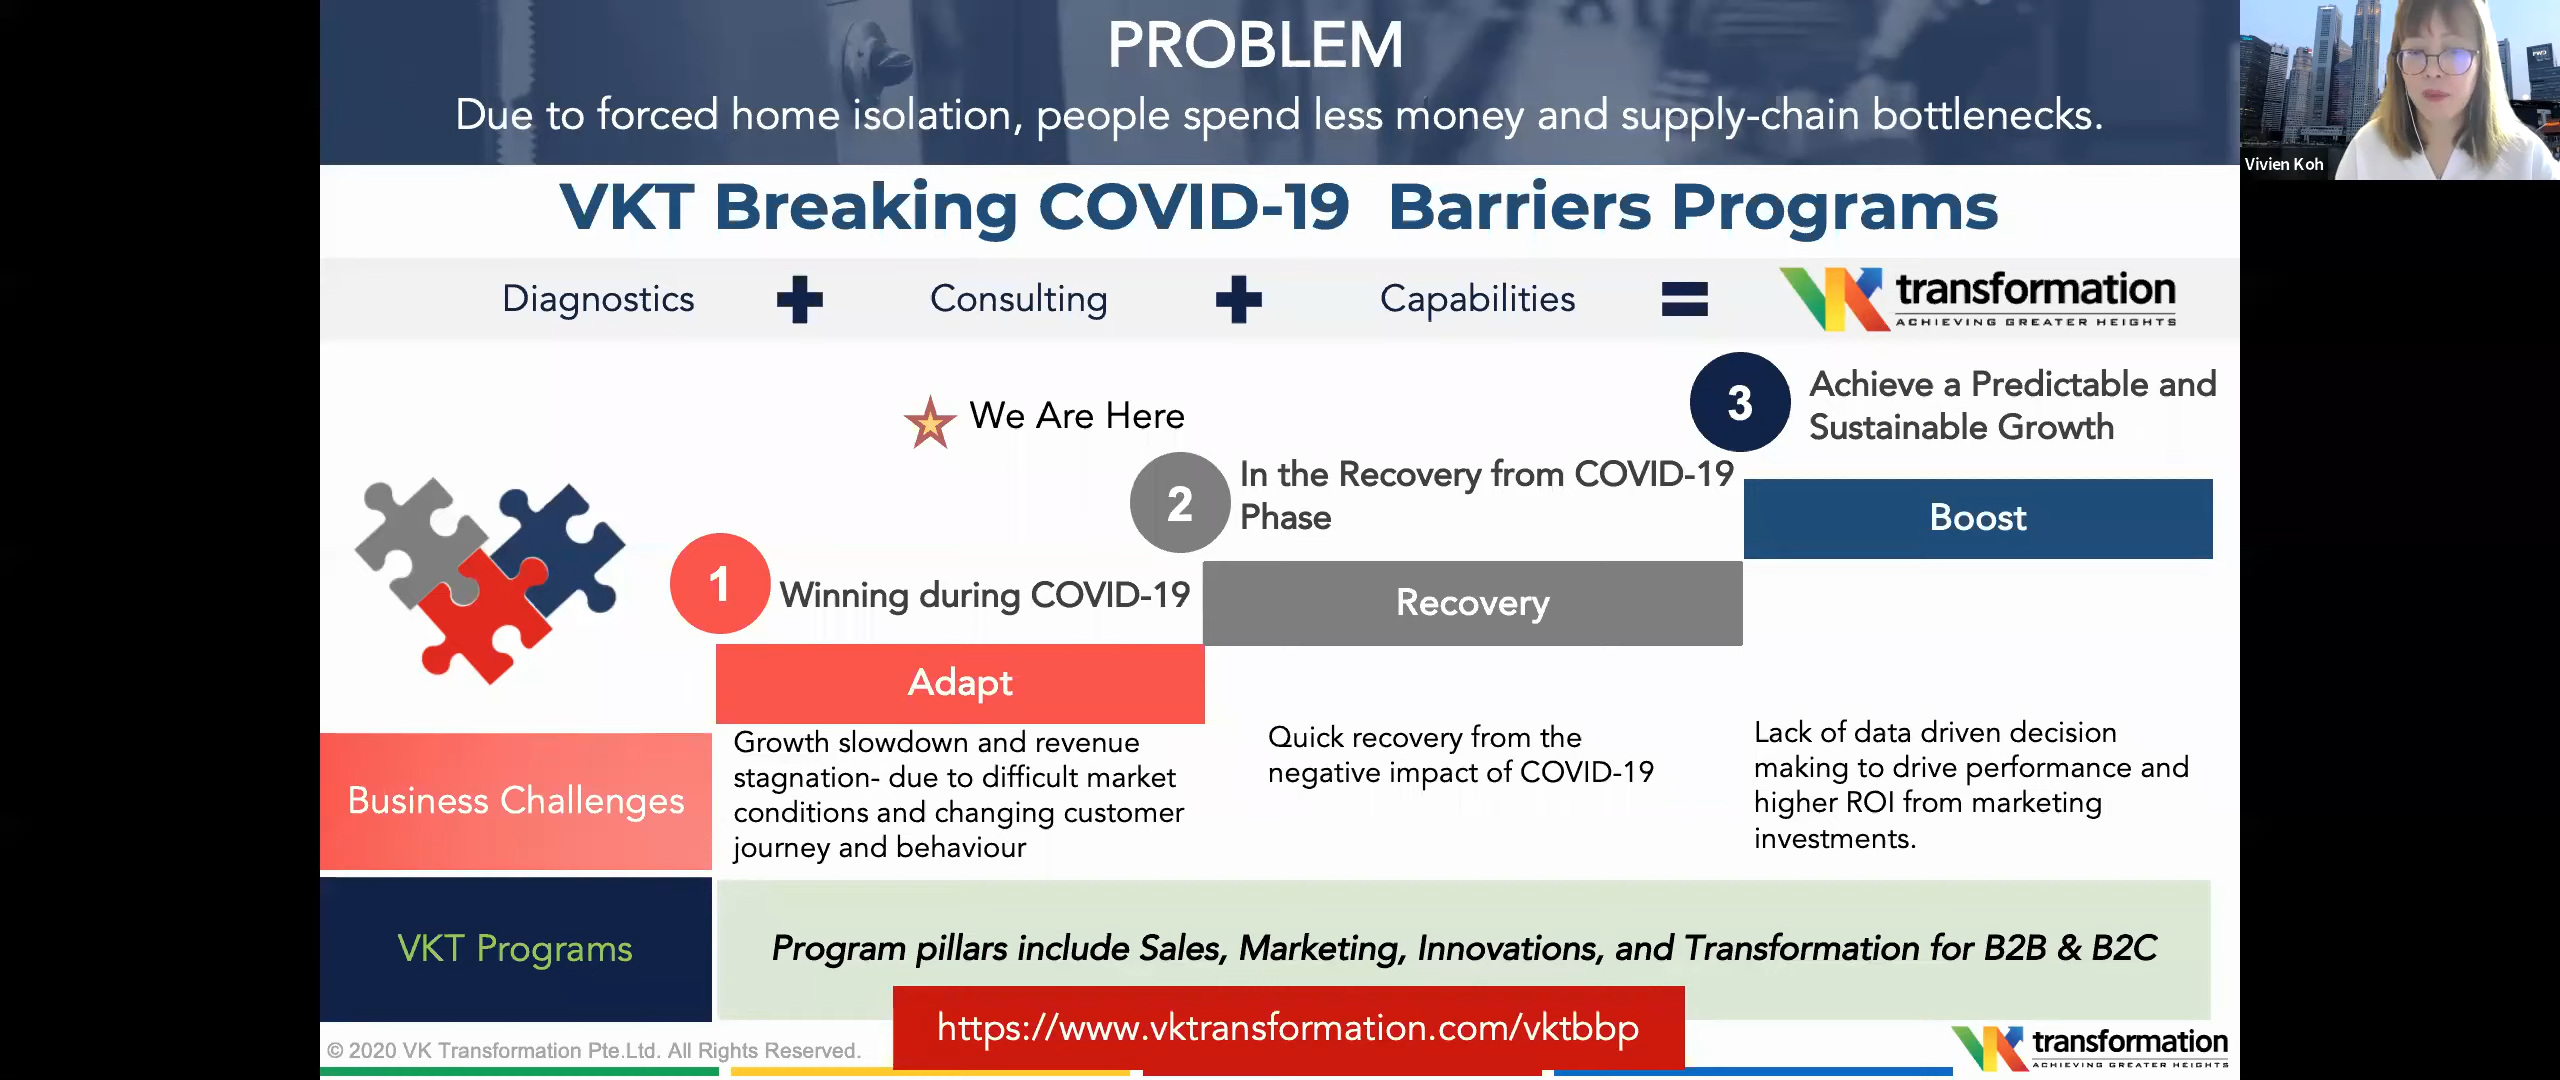 PROBLEM
Due to forced home isolation, people spend less money and supply-chain bottlenecks.
Vivien Koh
VKT Breaking COVID-19 Barriers Programs
Diagnostics + Consulting + Capabilities = VK transformation
ACHIEVING GREATER HEIGHTS
We Are Here
3 Achieve a Predictable and
Sustainable Growth
2 In the Recovery from COVID-19
Phase
Boost
1 Winning during COVID-19
Recovery
Adapt
Business Challenges
Growth slowdown and revenue
stagnation- due to difficult market
conditions and changing customer
journey and behaviour
Quick recovery from the
negative impact of COVID-19
Lack of data driven decision
making to drive performance and
higher ROI from marketing
investments.
VKT Programs
Program pillars include Sales, Marketing, Innovations, and Transformation for B2B & B2C
https://www.vktransformation.com/vktbbp
© 2020 VK Transformation Pte.Ltd. All Rights Reserved.
VK transformation
ACHIEVING GREATER HEIGHTS